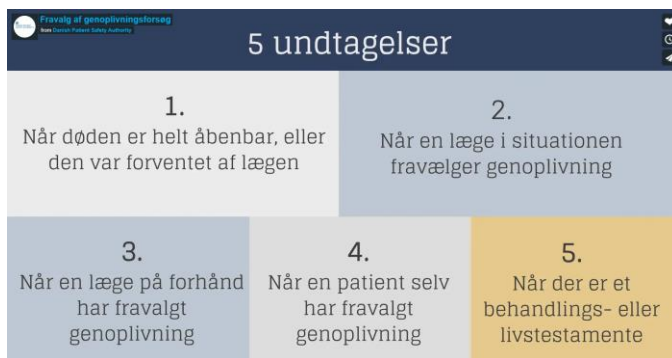 Fravalg af genoplivningsforsøg
from Danish Patient Safety Authority
5 undtagelser
1.
Når døden er helt åbenbar, eller
den var forventet af lægen
2.
Når en læge i situationen
fravælger genoplivning
3.
Når en læge på forhånd
har fravalgt
genoplivning
4.
Når en patient selv
har fravalgt
genoplivning
5.
Når der er et
behandlings- eller
livstestamente